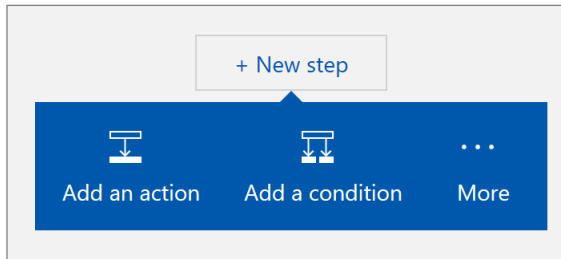 + New step
Add an action
Add a condition
More